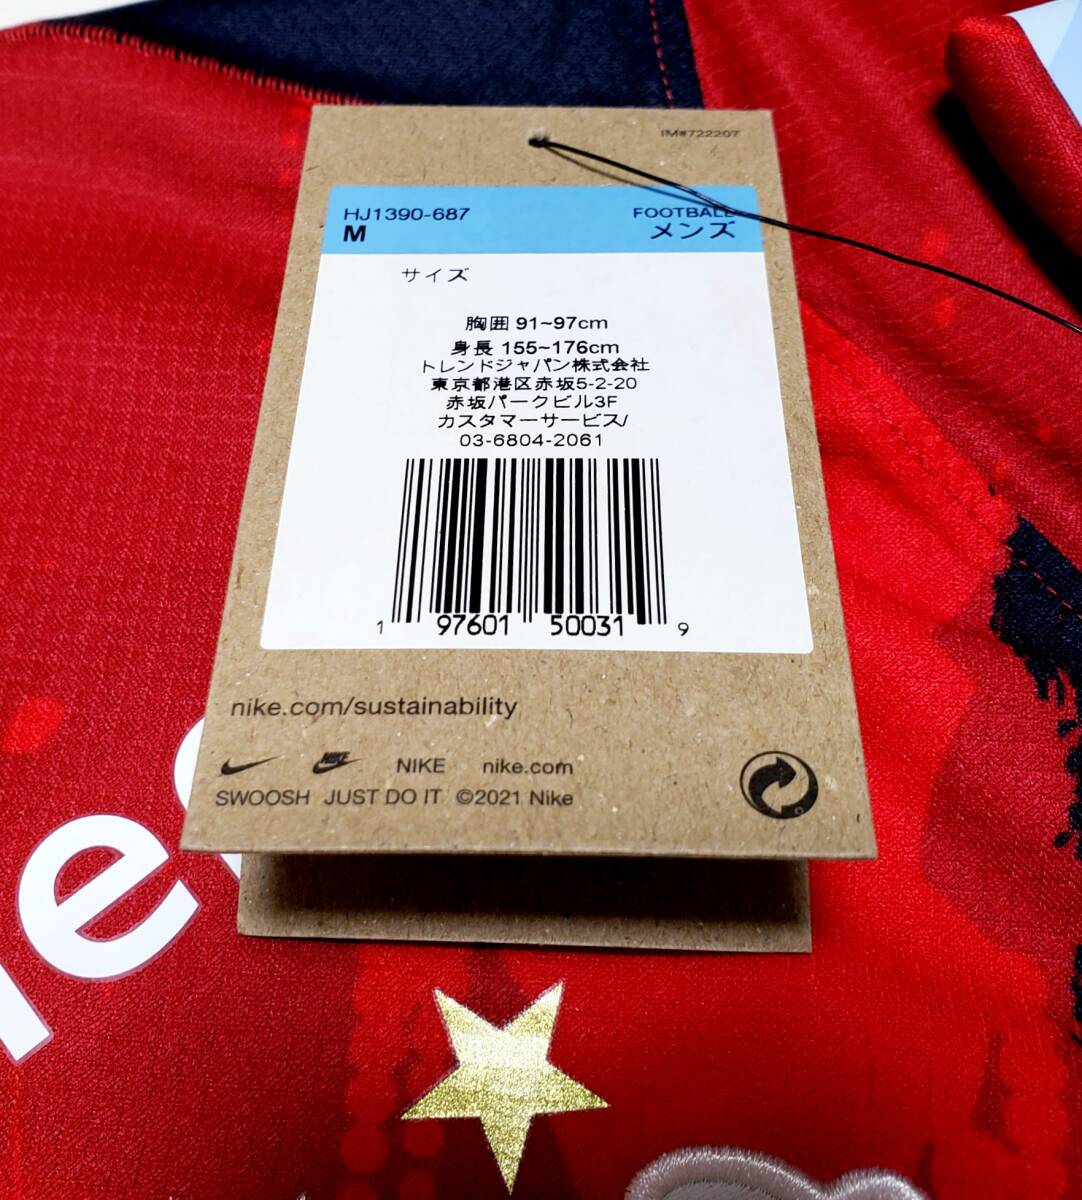 IM#722207
HJ1390-687 FOOTBALL
M メンズ
サイズ
胸囲 91~97cm
身長 155~176cm
トレンドジャパン株式会社
東京都港区赤坂5-2-20
赤坂パークビル3F
カスタマーサービス/
03-6804-2061
1 97601 50031 9
nike.com/sustainability
NIKE NIKE nike.com
SWOOSH JUST DO IT ©2021 Nike